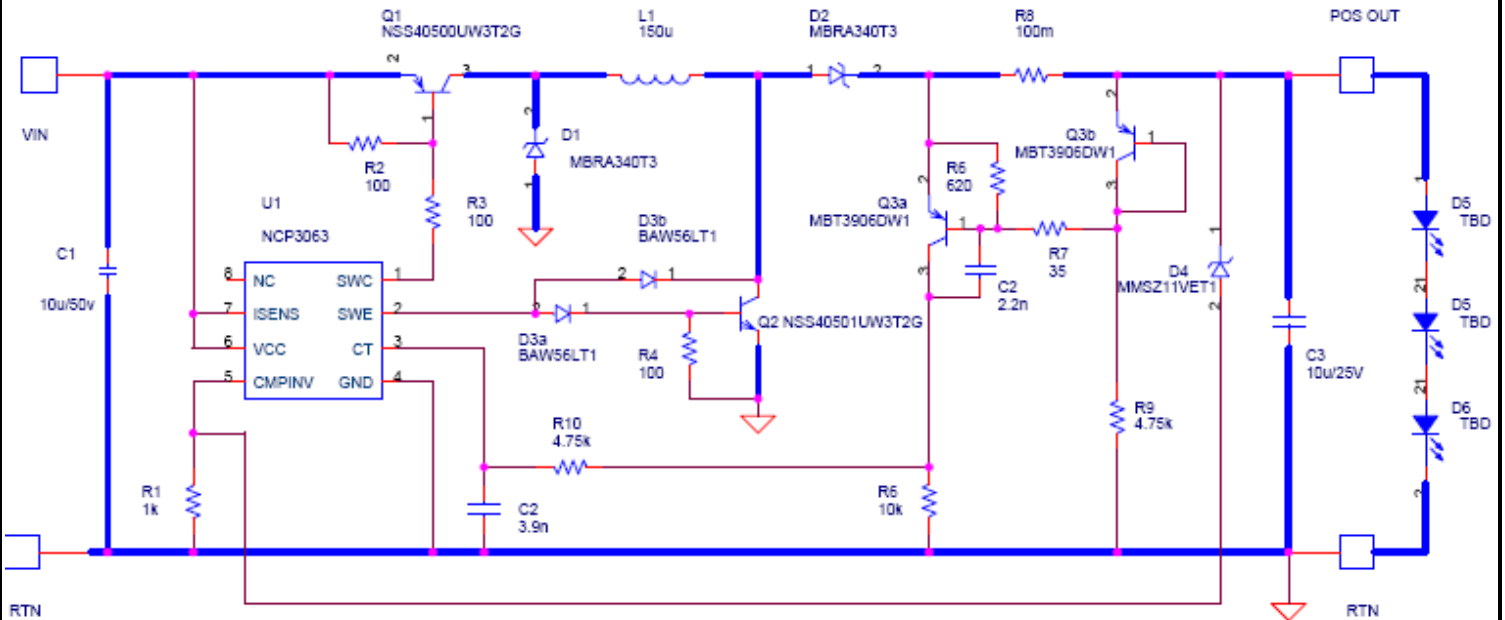 Q1
NSS40500UW3T2G
L1
150u
D2
MBRA340T3
R8
100m
POS OUT
2
3
1
2
1
VIN
R2
100
R3
100
2
D1
MBRA340T3
1
2
Q3b
MBT3906DW1
1
3
R6
620
2
Q3a
MBT3906DW1
1
3
R7
35
C2
2.2n
1
D4
MMSZ11VET1
2
U1
NCP3063
C1
10u/50v
8
NC
SWC
1
7
ISENS
SWE
2
6
VCC
CT
3
5
CMPINV
GND
4
D3b
BAW56LT1
2
1
2
1
D3a
BAW56LT1
R4
100
Q2 NSS40501UW3T2G
C3
10u/25V
1
D5
TBD
21
D5
TBD
21
D6
TBD
2
R10
4.75k
R9
4.75k
R1
1k
C2
3.9n
R6
10k
RTN
RTN